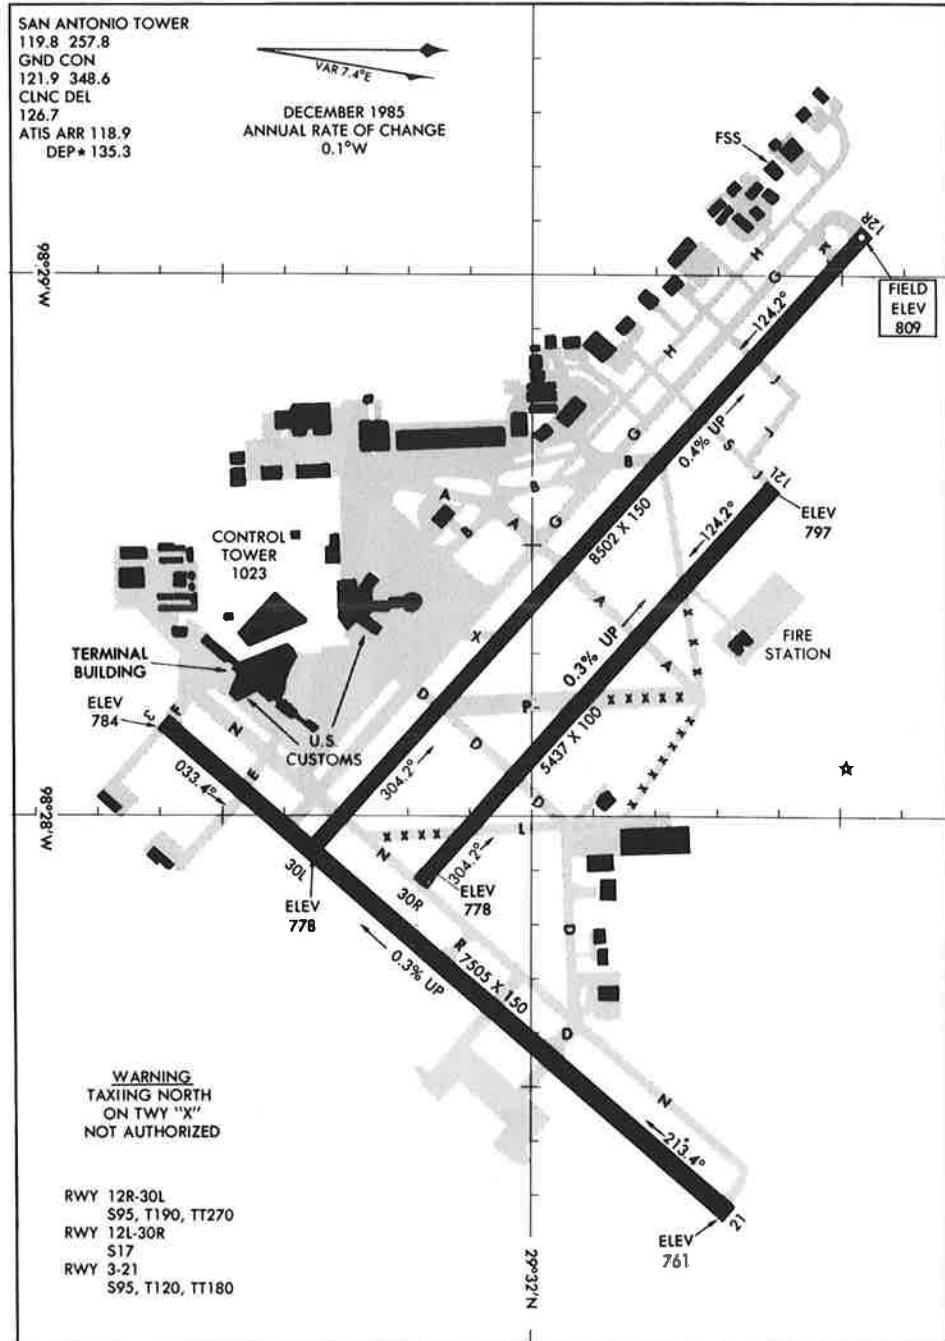 SAN ANTONIO TOWER
119.8 257.8
GND CON
121.9 348.6
CLNC DEL
126.7
ATIS ARR 118.9
DEP★ 135.3
VAR 7.4°E
DECEMBER 1985
ANNUAL RATE OF CHANGE
0.1°W
FSS
12R
98°29'W
FIELD
ELEV
809
H
G
K
124.2°
H
J
G
0.4% UP
S
J
B
12L
J
ELEV
797
A
B
B
A
G
8502 X 150
124.2°
CONTROL
TOWER
1023
A
X
0.3% UP
A
X X X X
FIRE
STATION
TERMINAL
BUILDING
D
P
X X X X X
ELEV
784
3
F
N
U.S.
CUSTOMS
E
D
5437 X 100
033.4°
304.2°
D
X X X X X X X
98°28'W
X X X X
L
30L
N
304.2°
30R
ELEV
778
ELEV
778
R
D
0.3% UP
7505 X 150
D
WARNING
TAXIING NORTH
ON TWY "X"
NOT AUTHORIZED
N
213.4°
RWY 12R-30L
S95, T190, TT270
RWY 12L-30R
S17
RWY 3-21
S95, T120, TT180
29°32'N
21
ELEV
761